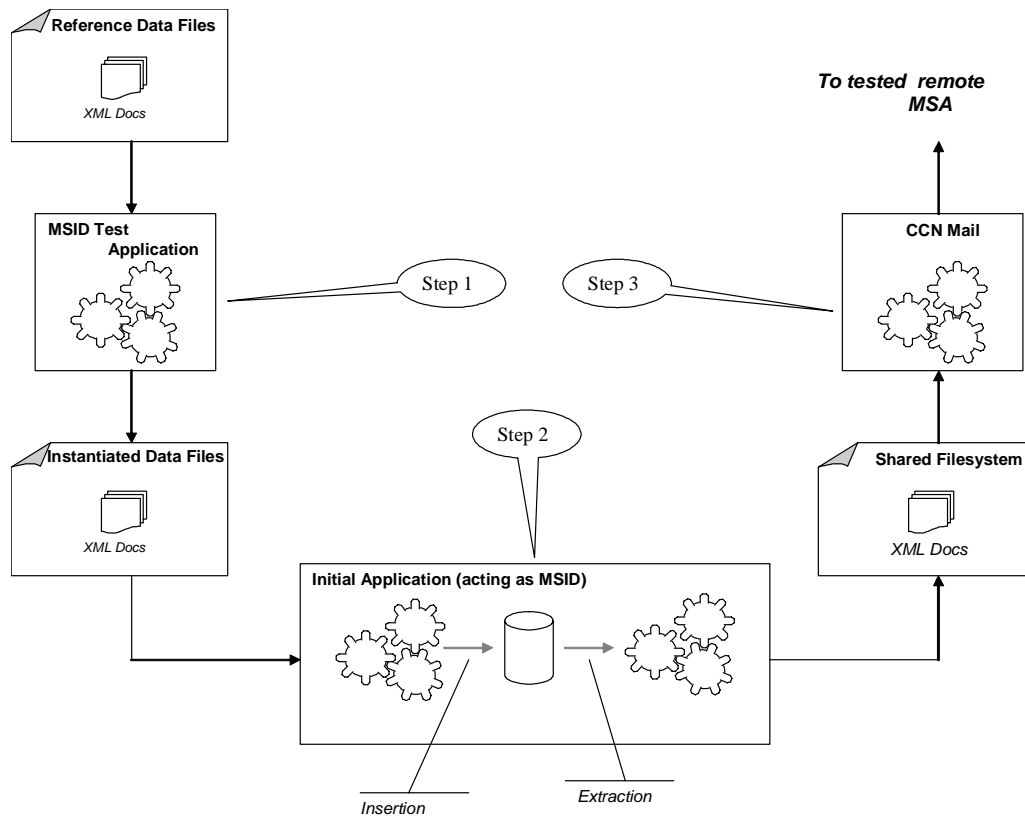 Reference Data Files
XML Docs
To tested remote
MSA
MSID Test
Application
Step 1
Step 3
CCN Mail
Step 2
Instantiated Data Files
XML Docs
Shared Filesystem
XML Docs
Initial Application (acting as MSID)
Insertion
Extraction